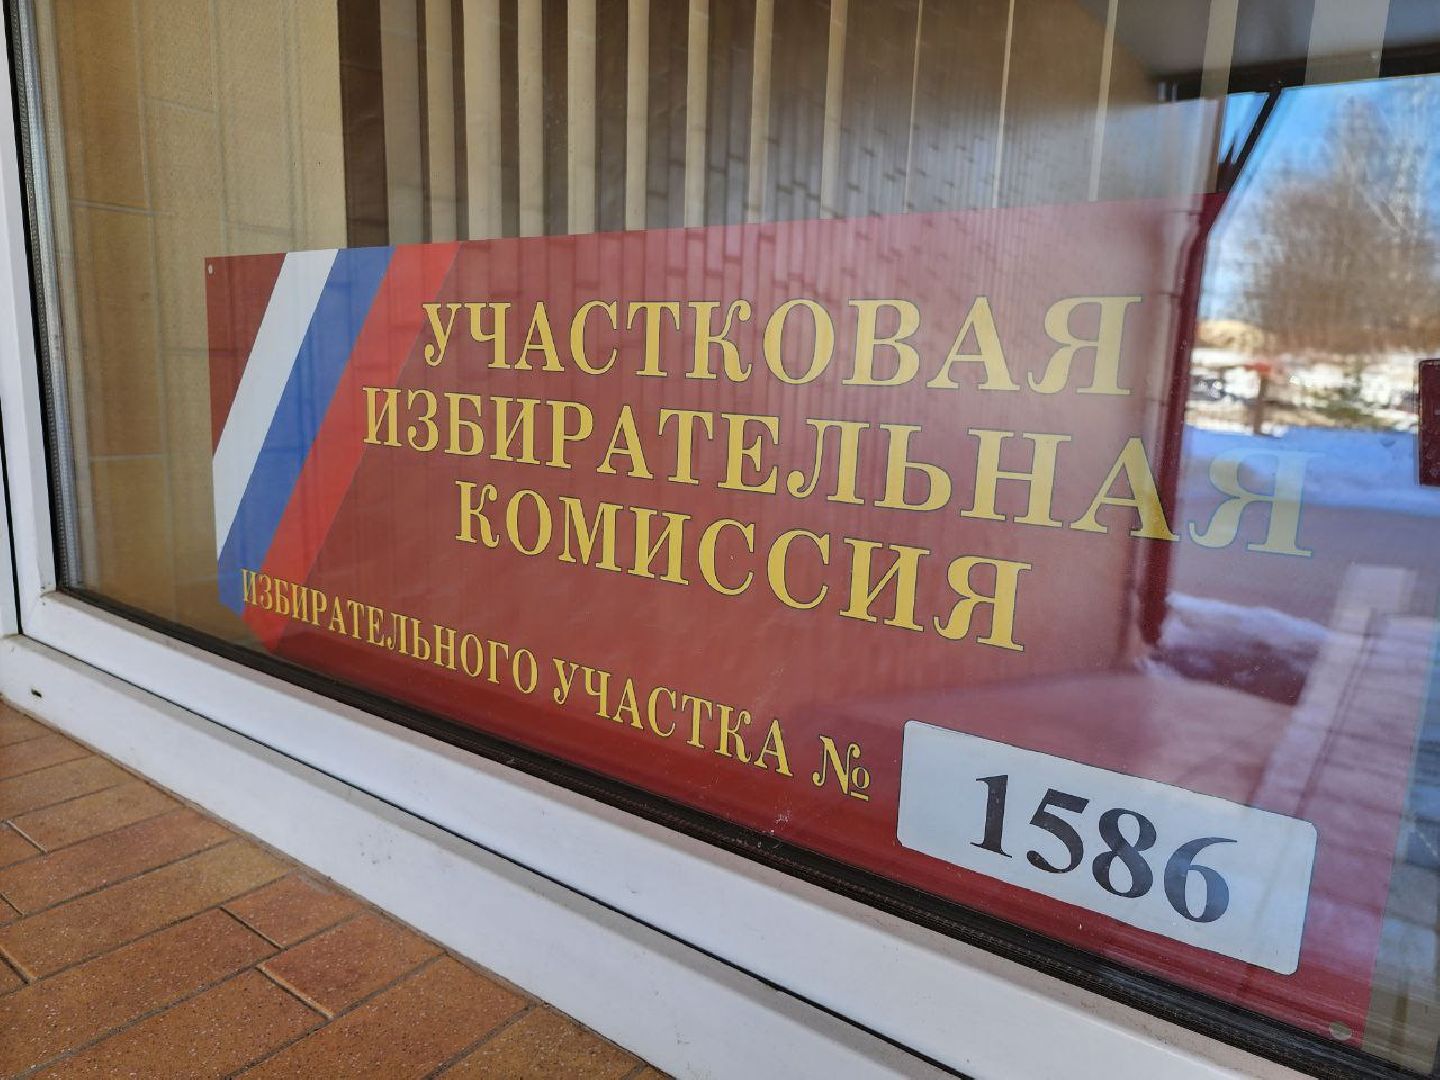 УЧАСТКОВАЯ
ИЗБИРАТЕЛЬНАЯ
КОМИССИЯ
ИЗБИРАТЕЛЬНОГО УЧАСТКА № 1586